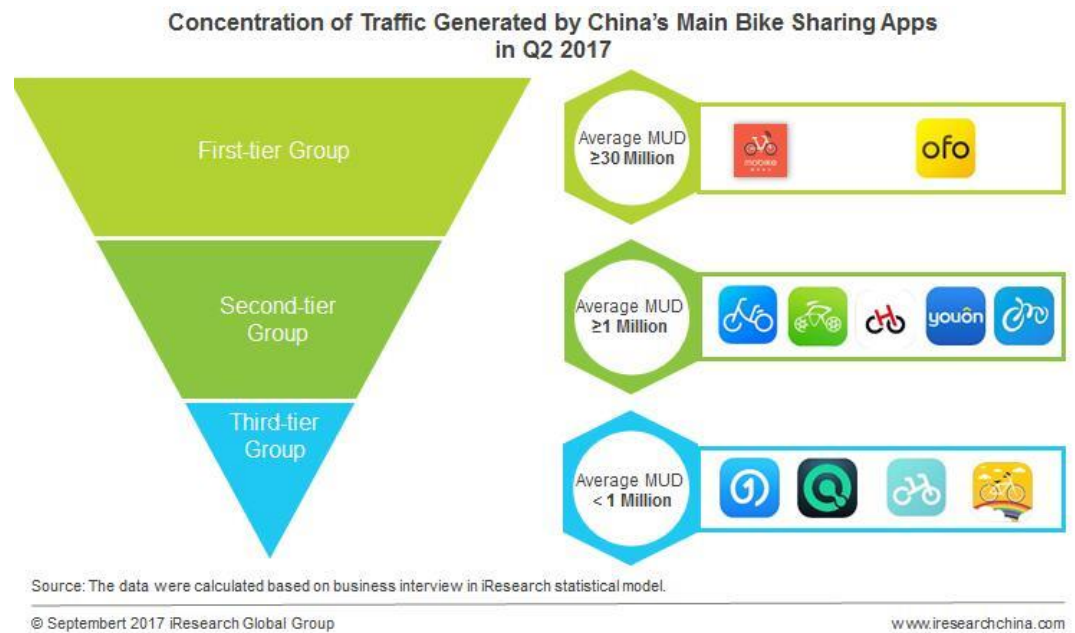 Concentration of Traffic Generated by China's Main Bike Sharing Apps
in Q2 2017
First-tier Group
Average MUD
≥30 Million
mobike
ofo
Second-tier
Group
Average MUD
≥1 Million
youôn
Third-tier
Group
Average MUD
< 1 Million
Source: The data were calculated based on business interview in iResearch statistical model.
© Septembert 2017 iResearch Global Group
www.iresearchchina.com